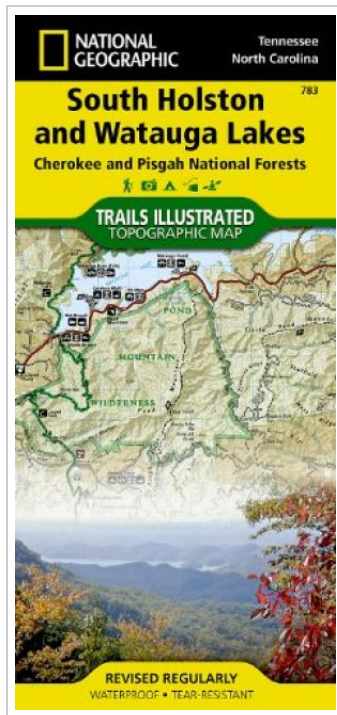 NATIONAL
GEOGRAPHIC
Tennessee
North Carolina
783
South Holston
and Watauga Lakes
Cherokee and Pisgah National Forests
TRAILS ILLUSTRATED
TOPOGRAPHIC MAP
POND
MOUNTAIN
WILDERNESS
REVISED REGULARLY
WATERPROOF • TEAR-RESISTANT